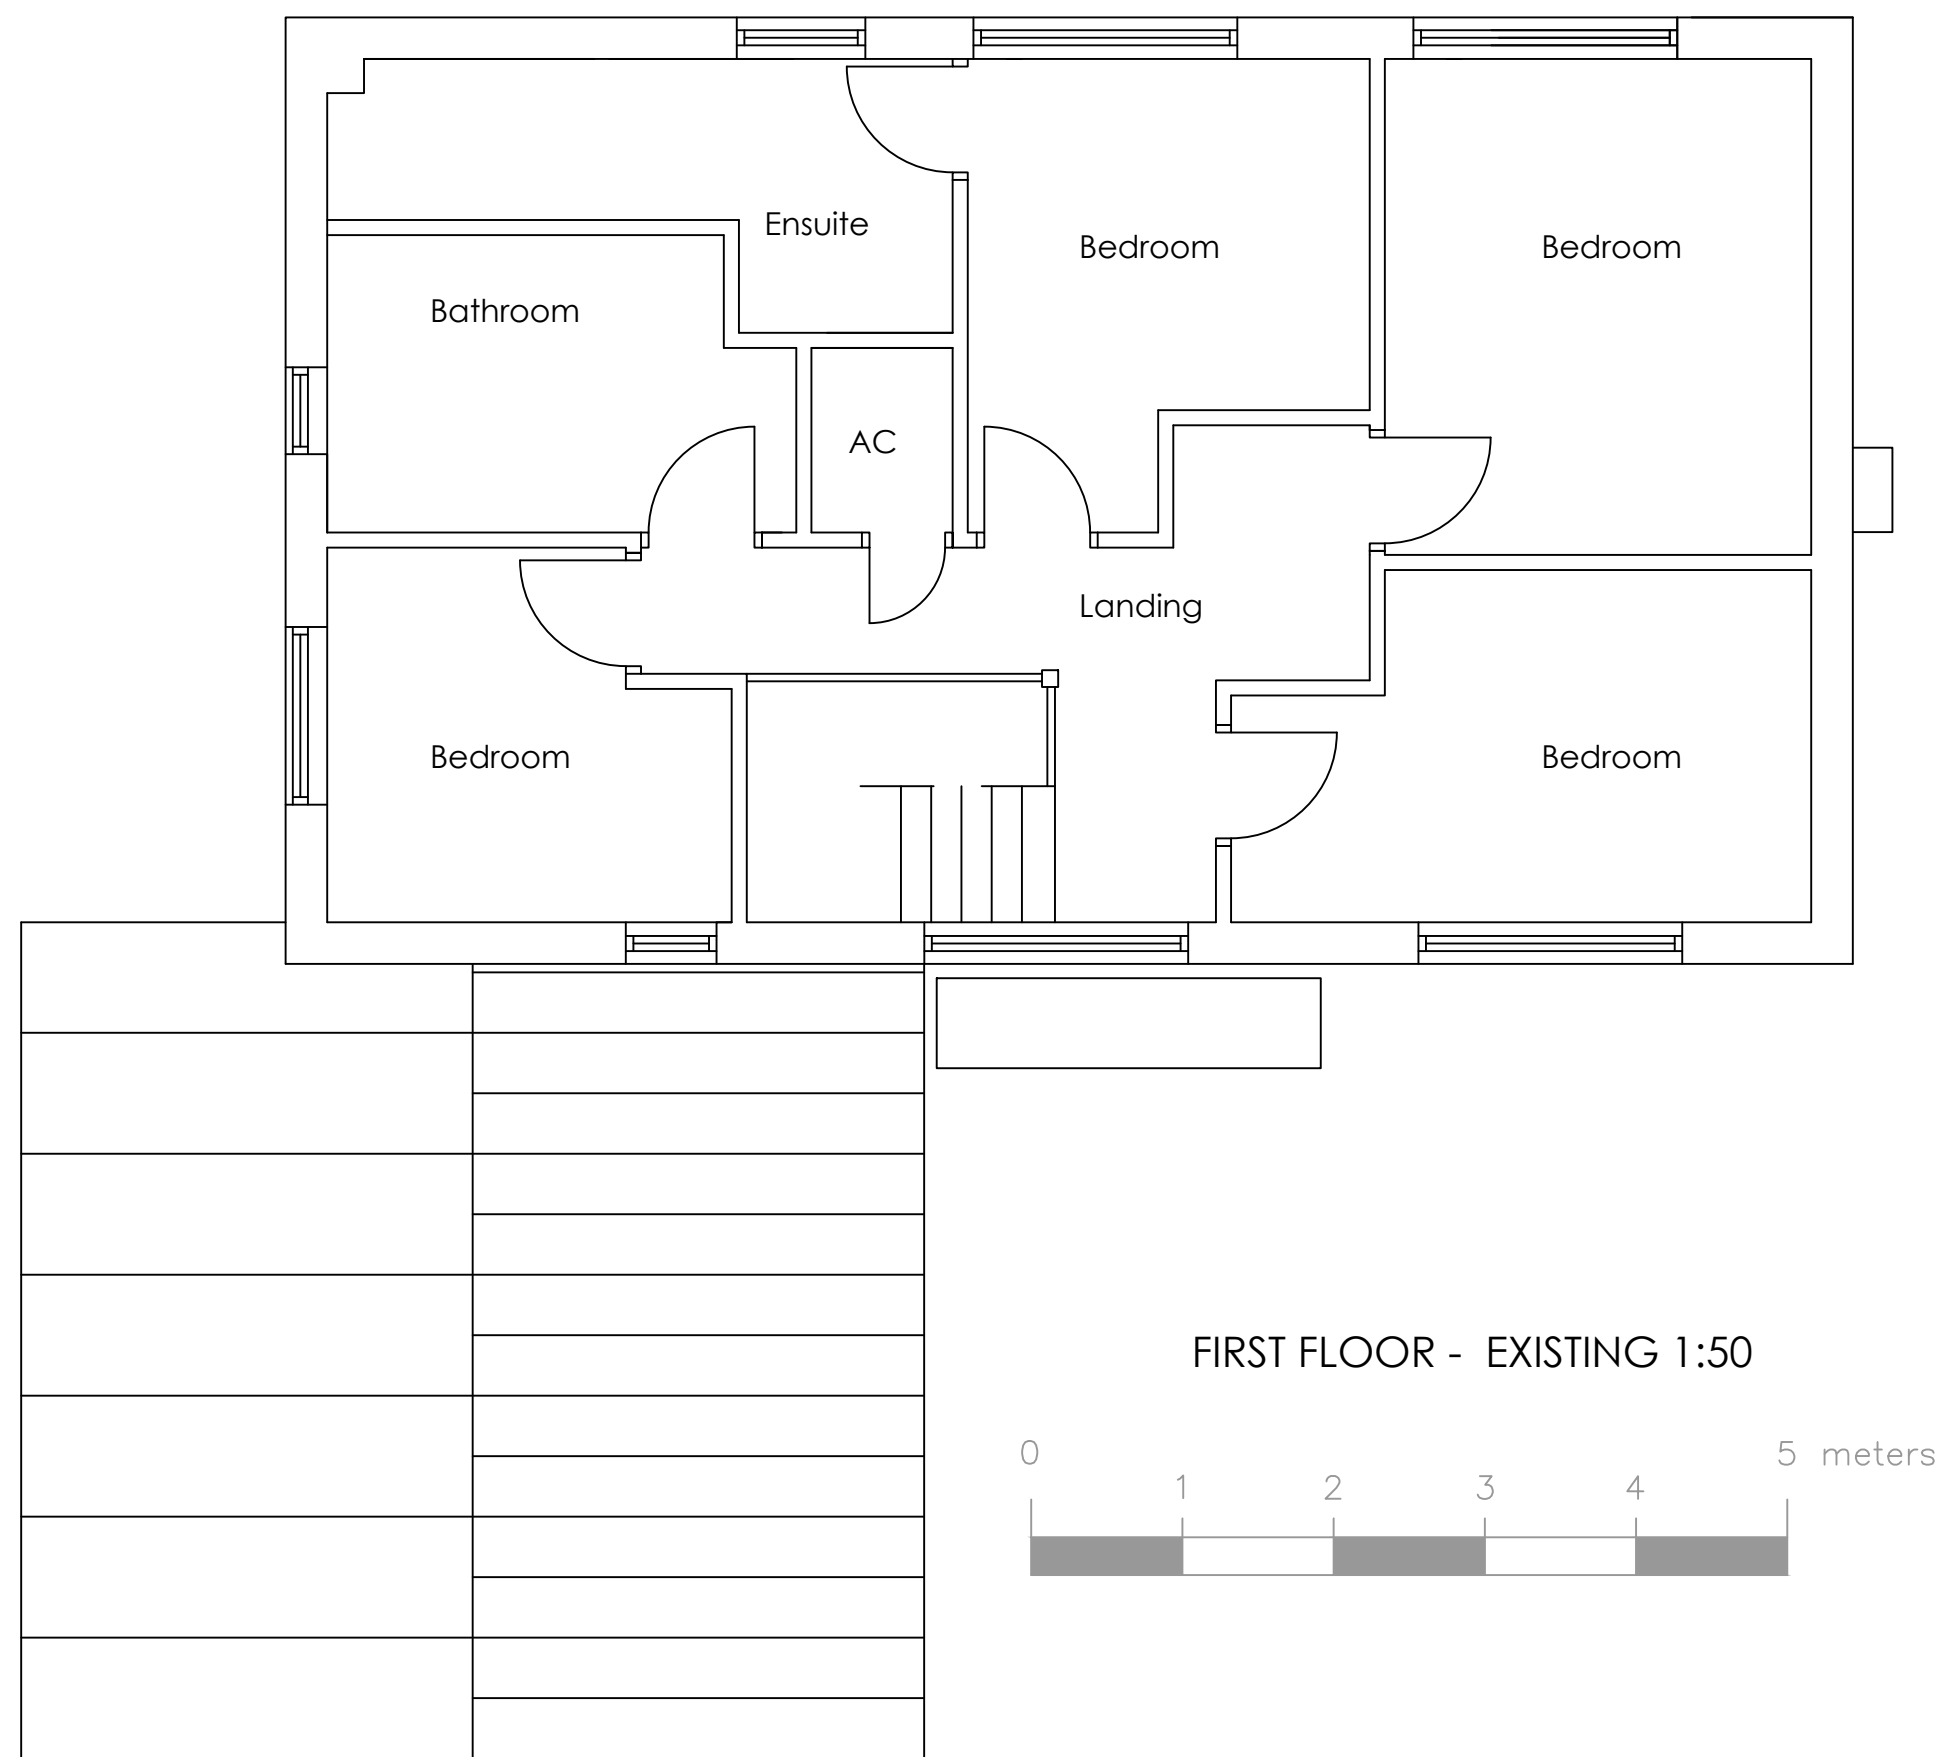 Ensuite
Bedroom
Bedroom
Bathroom
AC
Landing
Bedroom
Bedroom
FIRST FLOOR - EXISTING 1:50
0 5 meters
1 2 3 4